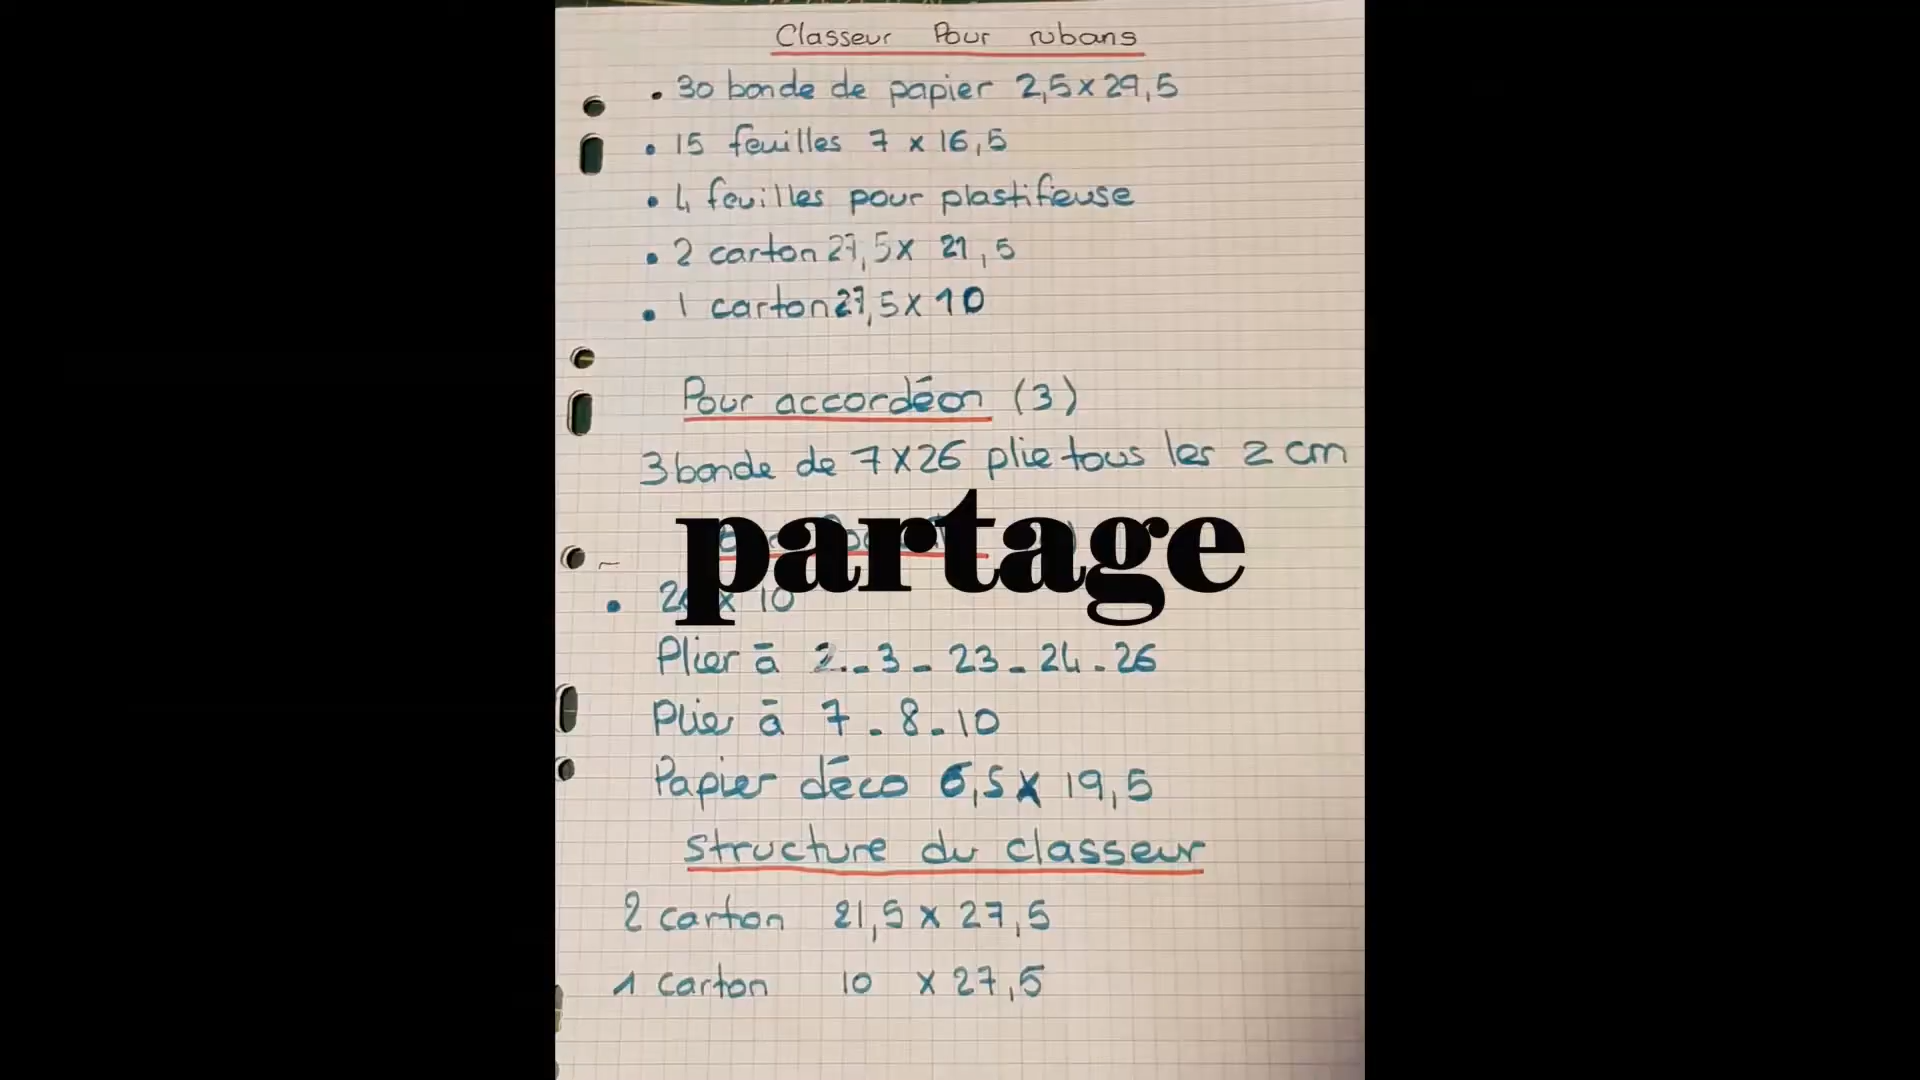 Classeur Pour rubans
• 30 bande de papier 2,5 x 29,5
• 15 feuilles 7 x 16,5
• 4 feuilles pour plastifieuse
• 2 carton 27,5 x 21,5
• 1 carton 27,5 x 10
Pour accordéon (3)
3 bande de 7 x 26 plie tous les 2 cm
partage
x 10
Plier à 2 - 3 - 23 - 24 - 26
Plier à 7 - 8 - 10
Papier déco 6,5 x 19,5
Structure du classeur
2 carton 21,5 x 27,5
1 carton 10 x 27,5